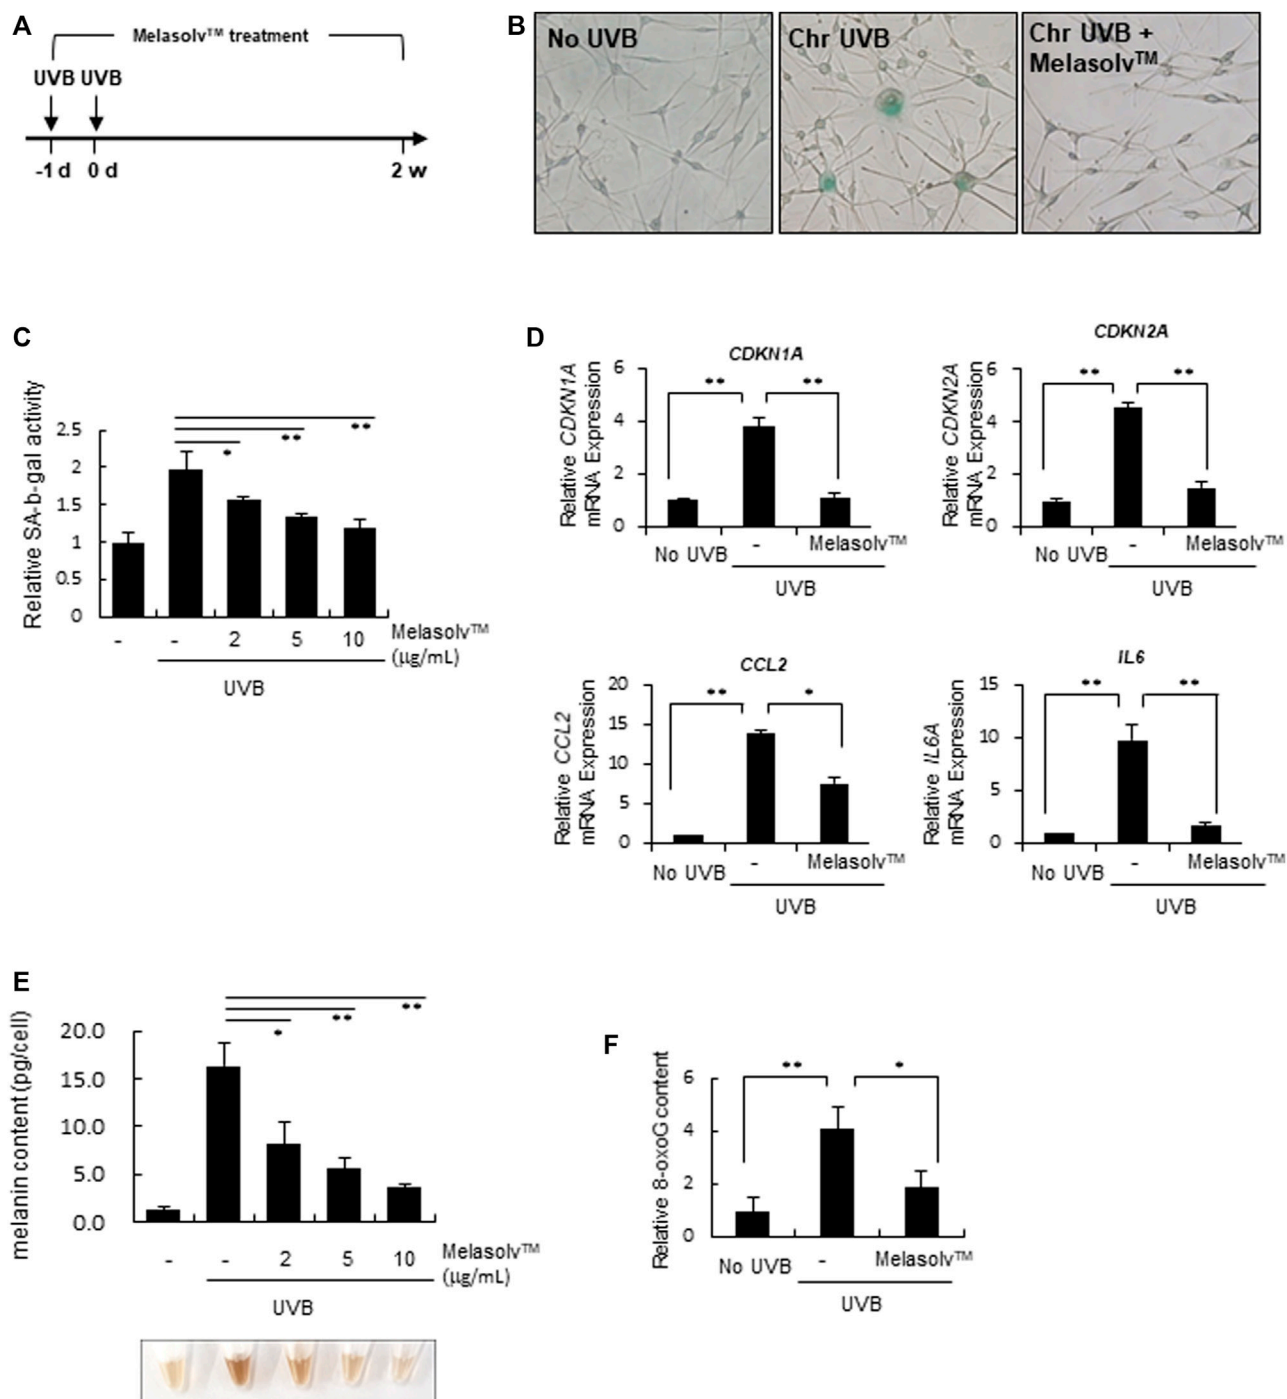 A
Melasolv™ treatment
UVB UVB
-1 d 0 d 2 w
B
No UVB
Chr UVB
Chr UVB +
Melasolv™
C
Relative SA-b-gal activity
2.5
2
1.5
1
0.5
0
*
**
**
- - 2 5 10
Melasolv™
(µg/mL)
UVB
D
CDKN1A
Relative CDKN1A
mRNA Expression
6
4
2
0
** **
No UVB - Melasolv™
UVB
CDKN2A
Relative CDKN2A
mRNA Expression
6
4
2
0
** **
No UVB - Melasolv™
UVB
CCL2
Relative CCL2
mRNA Expression
20
15
10
5
0
** *
No UVB - Melasolv™
UVB
IL6
Relative IL6A
mRNA Expression
15
10
5
0
** **
No UVB - Melasolv™
UVB
E
melanin content (pg/cell)
20.0
15.0
10.0
5.0
0.0
*
**
**
- - 2 5 10
Melasolv™
(µg/mL)
UVB
F
Relative 8-oxoG content
6
4
2
0
** *
No UVB - Melasolv™
UVB